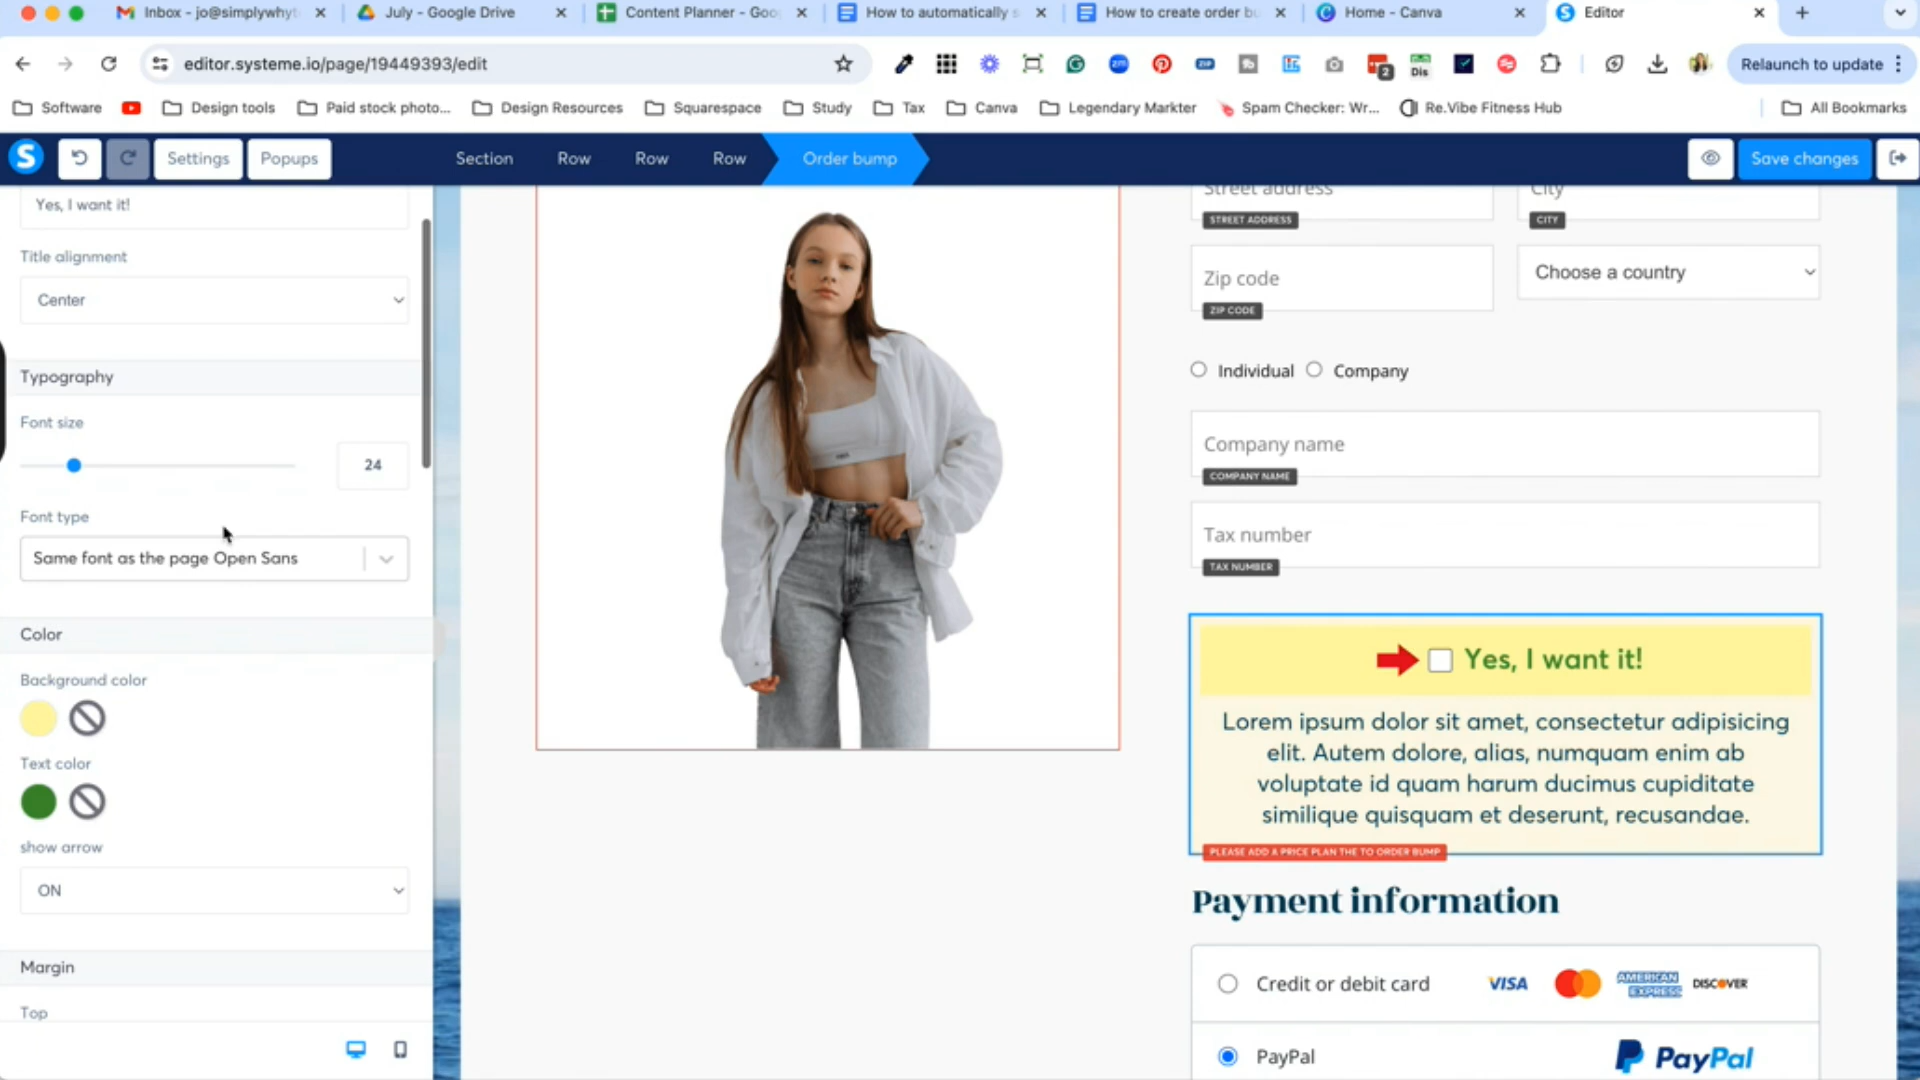 Inbox - jo@simplywhyt
July - Google Drive
Content Planner - Goo
How to automatically s
How to create order bu
Home - Canva
Editor
editor.systeme.io/page/19449393/edit
2
Dis
Relaunch to update
Software
Design tools
Paid stock photo...
Design Resources
Squarespace
Study
Tax
Canva
Legendary Markter
Spam Checker: Wr...
Re.Vibe Fitness Hub
All Bookmarks
S
Settings
Popups
Section
Row
Row
Row
Order bump
Save changes
Yes, I want it!
Title alignment
Center
Typography
Font size
24
Font type
Same font as the page Open Sans
Color
Background color
Text color
show arrow
ON
Margin
Top
Street address
STREET ADDRESS
City
CITY
Zip code
ZIP CODE
Choose a country
Individual
Company
Company name
COMPANY NAME
Tax number
TAX NUMBER
Yes, I want it!
Lorem ipsum dolor sit amet, consectetur adipisicing
elit. Autem dolore, alias, numquam enim ab
voluptate id quam harum ducimus cupiditate
similique quisquam et deserunt, recusandae.
PLEASE ADD A PRICE PLAN THE TO ORDER BUMP
Payment information
Credit or debit card
VISA
AMERICAN
EXPRESS
DISCOVER
PayPal
PayPal